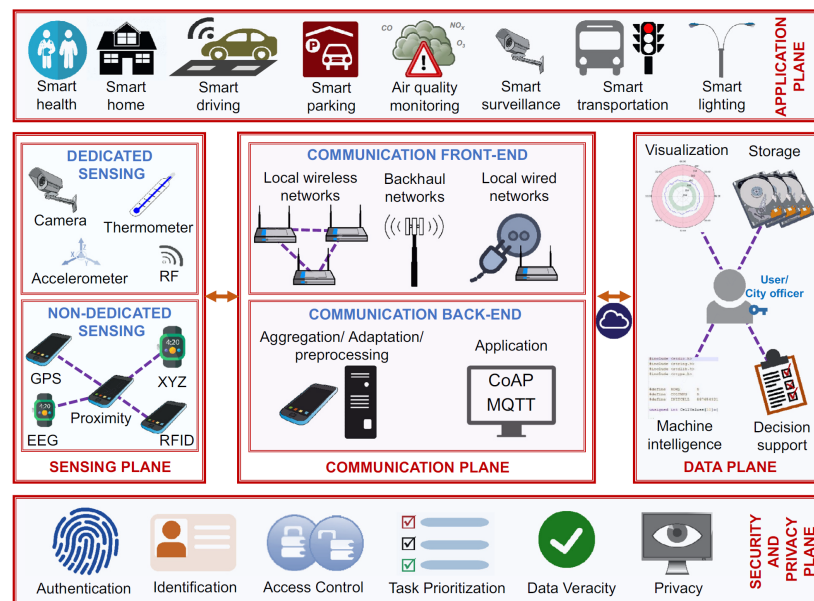 CO
NOx
O3
Smart
health
Smart
home
Smart
driving
P
Smart
parking
Air quality
monitoring
Smart
surveillance
Smart
transportation
Smart
lighting
APPLICATION
PLANE
DEDICATED
SENSING
Camera
Thermometer
Z
X
Y
Accelerometer
RF
NON-DEDICATED
SENSING
4:20
GPS
XYZ
Proximity
4:20
EEG
RFID
SENSING PLANE
COMMUNICATION FRONT-END
Local wireless
networks
Backhaul
networks
Local wired
networks
COMMUNICATION BACK-END
Aggregation/ Adaptation/
preprocessing
Application
CoAP
MQTT
COMMUNICATION PLANE
Visualization
Storage
User/
City officer
Machine
intelligence
Decision
support
DATA PLANE
Authentication
Identification
Access Control
Task Prioritization
Data Veracity
Privacy
SECURITY
AND
PRIVACY
PLANE